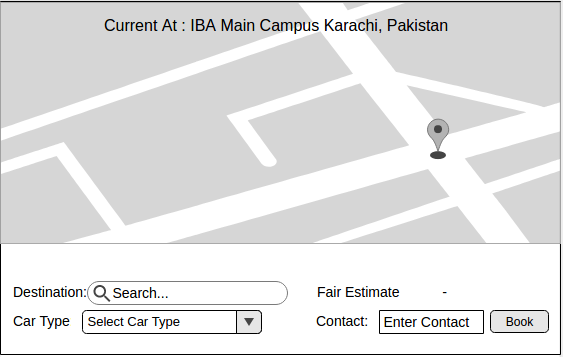 Current At : IBA Main Campus Karachi, Pakistan
Destination: Search... Fair Estimate -
Car Type Select Car Type Contact: Enter Contact Book